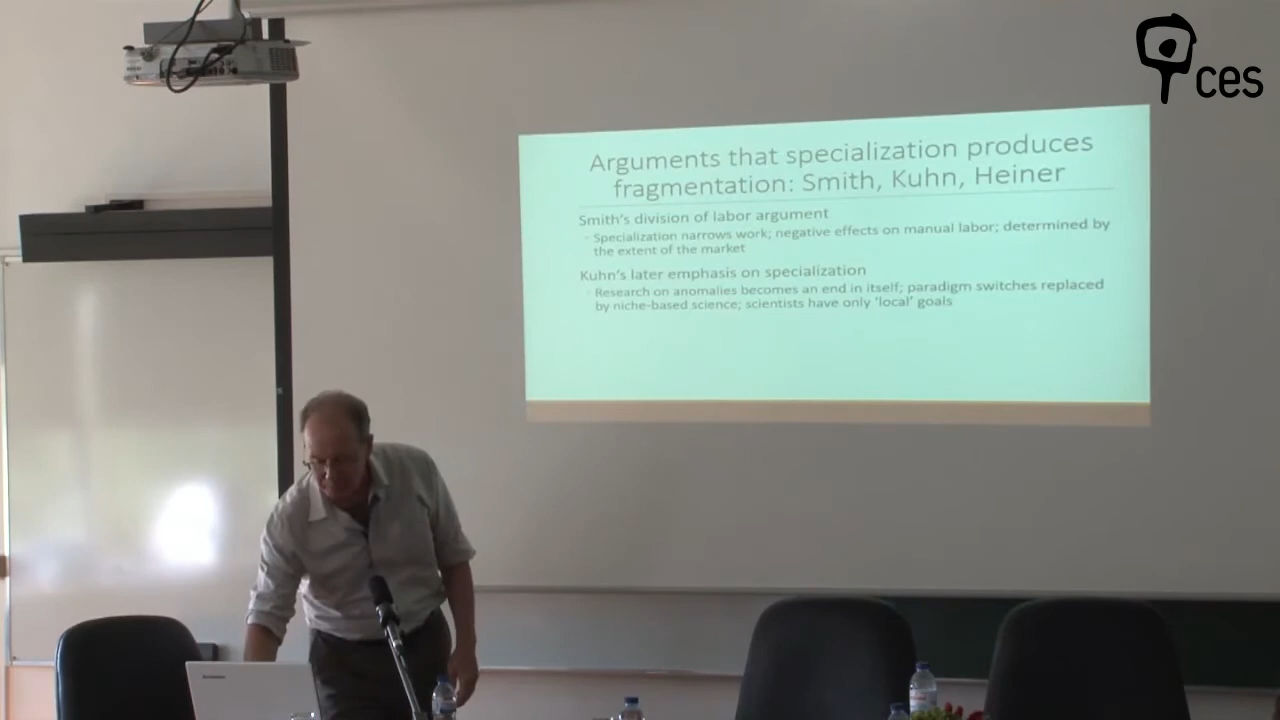 ces
Arguments that specialization produces
fragmentation: Smith, Kuhn, Heiner
Smith's division of labor argument
Specialization narrows work; negative effects on manual labor; determined by
the extent of the market
Kuhn's later emphasis on specialization
Research on anomalies becomes an end in itself; paradigm switches replaced
by niche-based science; scientists have only 'local' goals